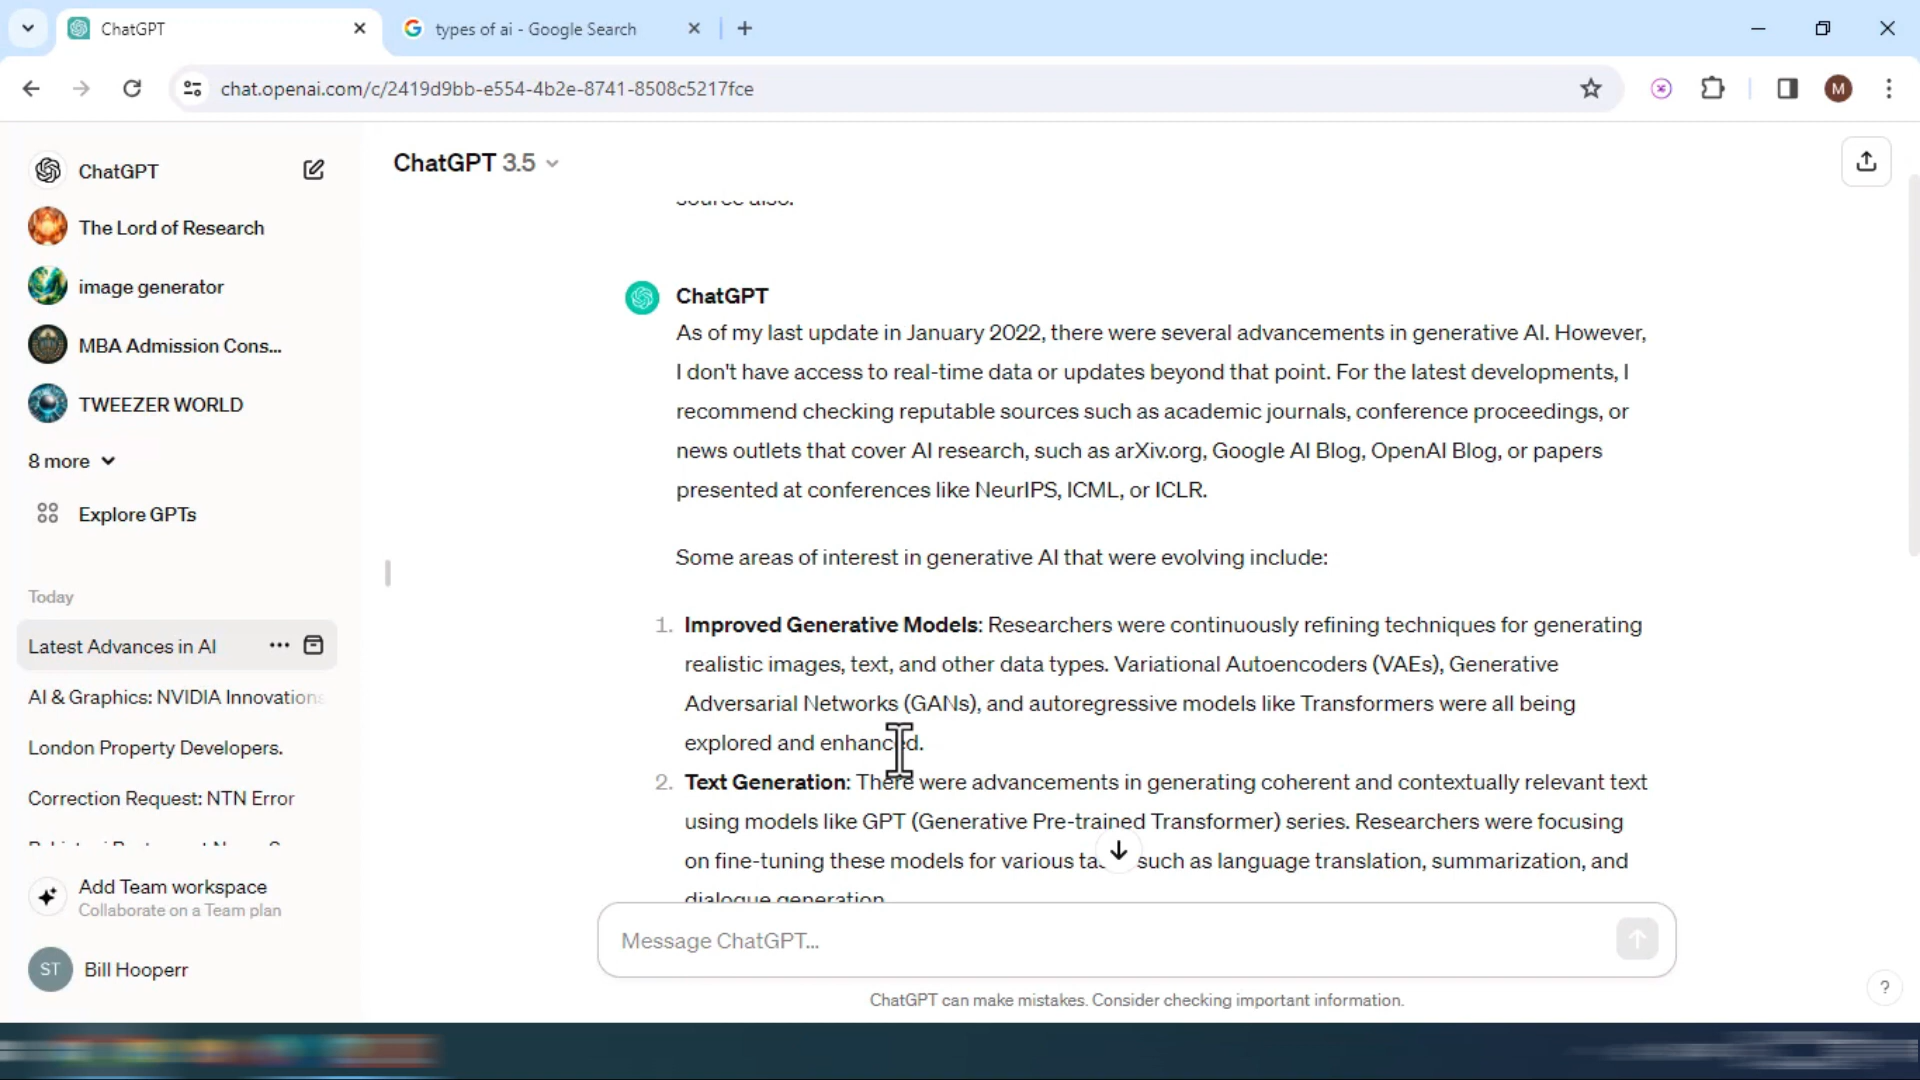 ChatGPT
types of ai - Google Search
chat.openai.com/c/2419d9bb-e554-4b2e-8741-8508c5217fce
M
ChatGPT
The Lord of Research
image generator
MBA Admission Cons...
TWEEZER WORLD
8 more
Explore GPTs
Today
Latest Advances in AI
AI & Graphics: NVIDIA Innovations
London Property Developers.
Correction Request: NTN Error
Add Team workspace
Collaborate on a Team plan
ST
Bill Hooperr
ChatGPT 3.5
source also.
ChatGPT
As of my last update in January 2022, there were several advancements in generative AI. However,
I don't have access to real-time data or updates beyond that point. For the latest developments, I
recommend checking reputable sources such as academic journals, conference proceedings, or
news outlets that cover AI research, such as arXiv.org, Google AI Blog, OpenAI Blog, or papers
presented at conferences like NeurIPS, ICML, or ICLR.
Some areas of interest in generative AI that were evolving include:
1. Improved Generative Models: Researchers were continuously refining techniques for generating
realistic images, text, and other data types. Variational Autoencoders (VAEs), Generative
Adversarial Networks (GANs), and autoregressive models like Transformers were all being
explored and enhanced.
2. Text Generation: There were advancements in generating coherent and contextually relevant text
using models like GPT (Generative Pre-trained Transformer) series. Researchers were focusing
on fine-tuning these models for various such as language translation, summarization, and
dialogue generation.
Message ChatGPT...
ChatGPT can make mistakes. Consider checking important information.
?